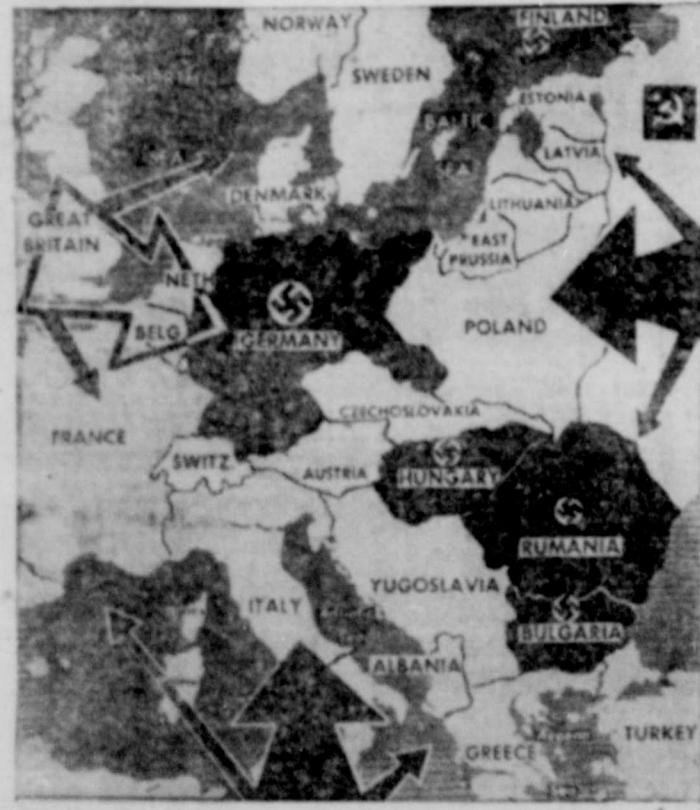 NORWAY
FINLAND
SWEDEN
ESTONIA
BALTIC
SEA
LATVIA
SEA
DENMARK
LITHUANIA
GREAT
BRITAIN
EAST
PRUSSIA
NETH
BELG
GERMANY
POLAND
CZECHOSLOVAKIA
FRANCE
SWITZ.
AUSTRIA
HUNGARY
RUMANIA
YUGOSLAVIA
ITALY
BULGARIA
ALBANIA
GREECE
TURKEY